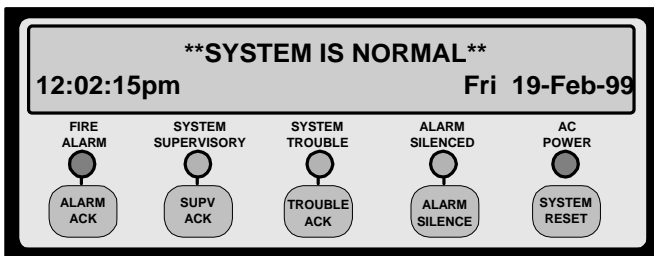 **SYSTEM IS NORMAL**
12:02:15pm Fri 19-Feb-99
FIRE ALARM
SYSTEM SUPERVISORY
SYSTEM TROUBLE
ALARM SILENCED
AC POWER
ALARM ACK
SUPV ACK
TROUBLE ACK
ALARM SILENCE
SYSTEM RESET